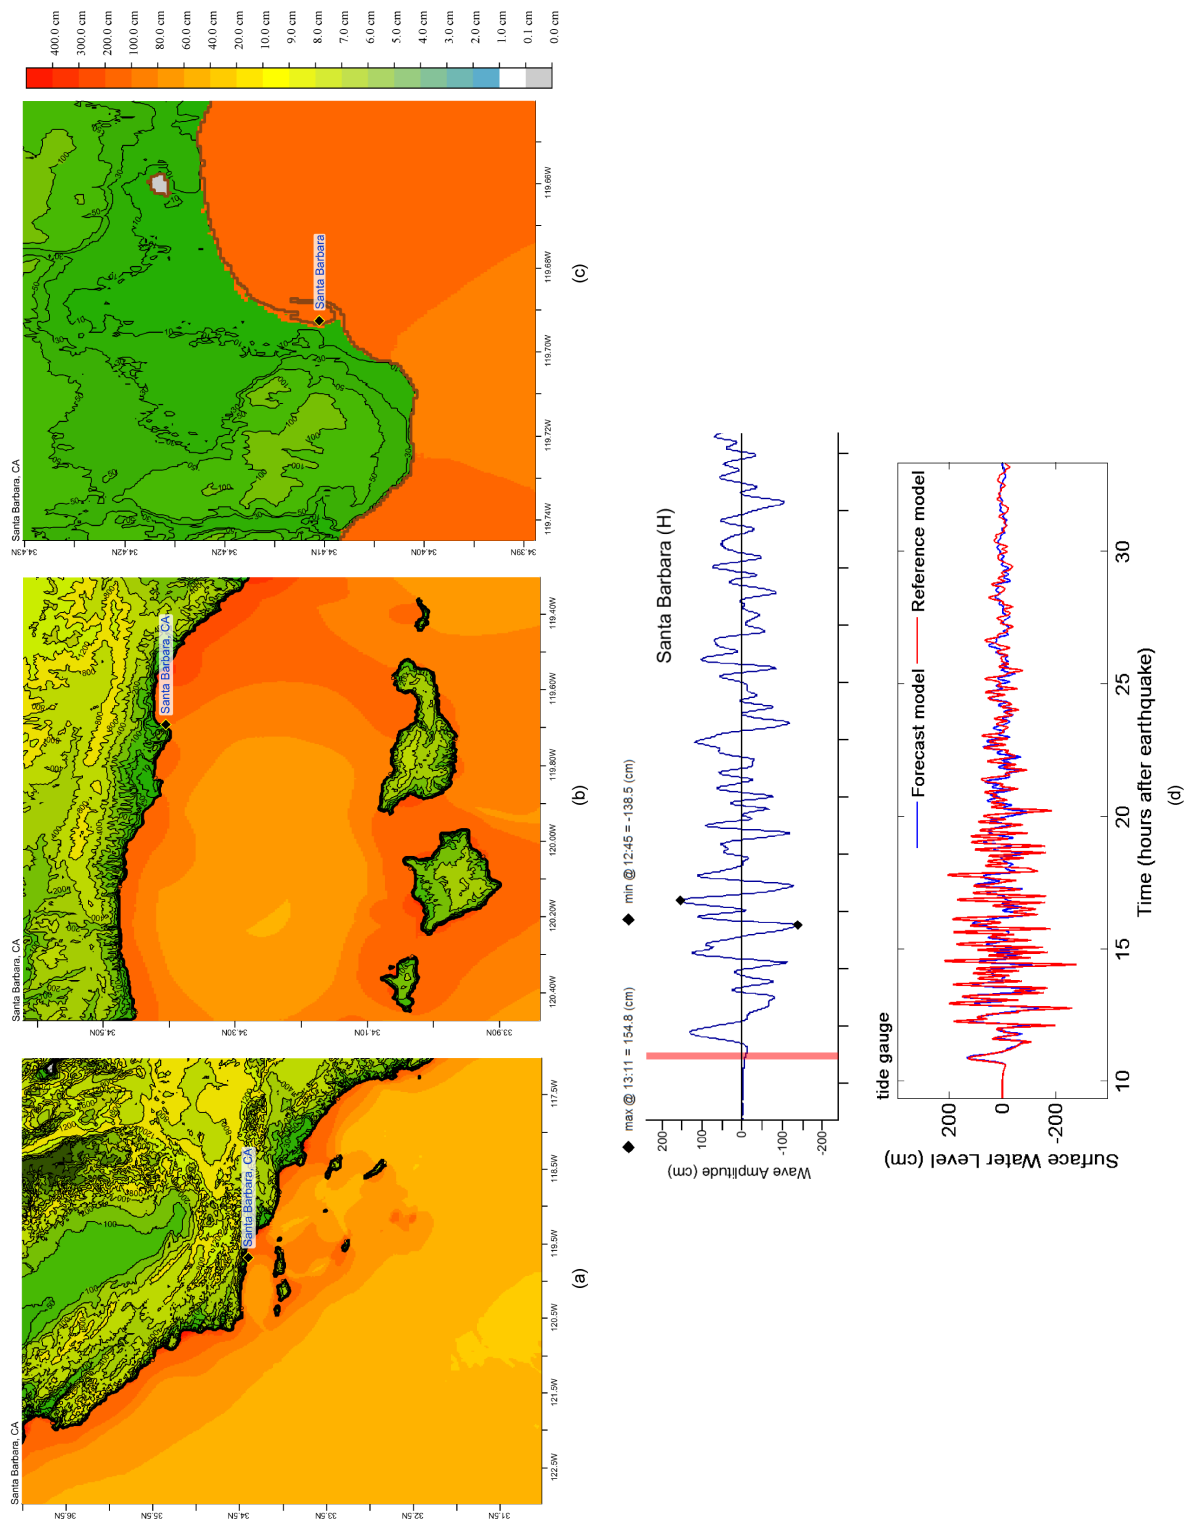 Santa Barbara, CA
36.5N
35.5N
34.5N
33.5N
32.5N
31.5N
122.5W
121.5W
120.5W
119.5W
118.5W
117.5W
Santa Barbara, CA
(a)
Santa Barbara, CA
34.50N
34.30N
34.10N
33.90N
120.40W
120.20W
120.00W
119.80W
119.60W
119.40W
Santa Barbara, CA
(b)
Santa Barbara, CA
34.43N
34.42N
34.42N
34.41N
34.40N
34.39N
119.74W
119.72W
119.70W
119.68W
119.66W
Santa Barbara
(c)
400.0 cm
300.0 cm
200.0 cm
100.0 cm
80.0 cm
60.0 cm
40.0 cm
20.0 cm
10.0 cm
9.0 cm
8.0 cm
7.0 cm
6.0 cm
5.0 cm
4.0 cm
3.0 cm
2.0 cm
1.0 cm
0.1 cm
0.0 cm
max @ 13:11 = 154.8 (cm)
min @ 12:45 = -138.5 (cm)
Santa Barbara (H)
Wave Amplitude (cm)
200
100
0
-100
-200
tide gauge
Forecast model
Reference model
Surface Water Level (cm)
200
0
-200
10
15
20
25
30
Time (hours after earthquake)
(d)